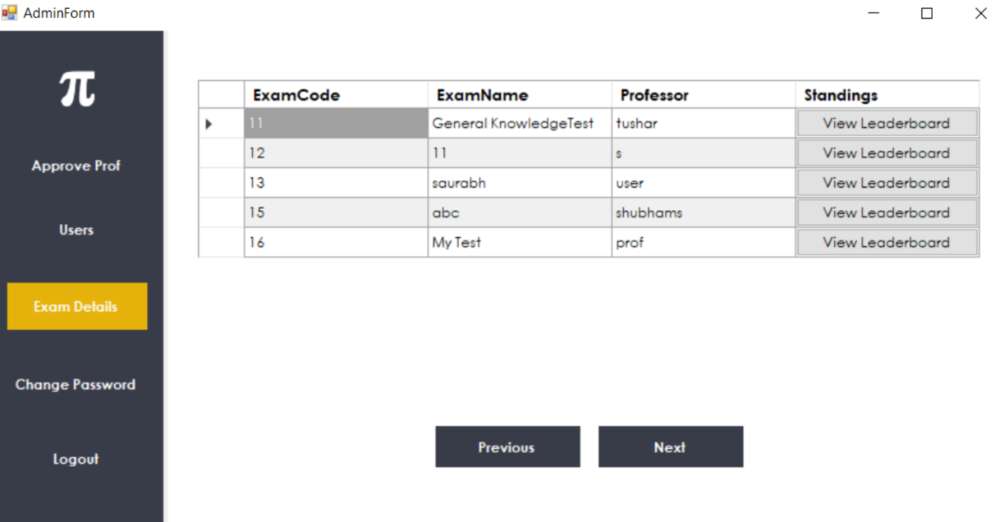 AdminForm
π
Approve Prof
Users
Exam Details
Change Password
Logout
ExamCode ExamName Professor Standings
11 General KnowledgeTest tushar View Leaderboard
12 11 s View Leaderboard
13 saurabh user View Leaderboard
15 abc shubhams View Leaderboard
16 My Test prof View Leaderboard
Previous Next